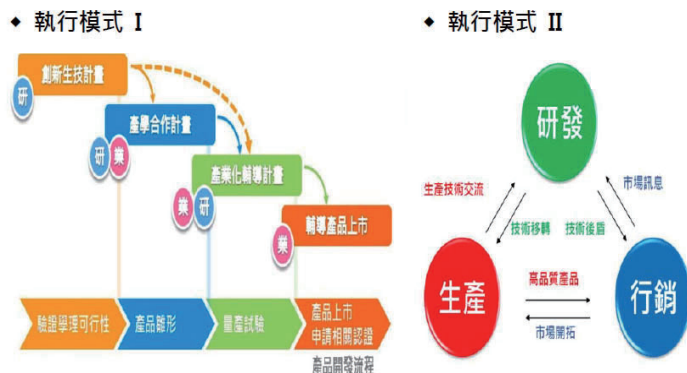 ◆ 執行模式 I
創新生技計畫
研
產學合作計畫
研 業
產業化輔導計畫
業 研
輔導產品上市
業
驗證學理可行性
產品雛形
量產試驗
產品上市
申請相關認證
產品開發流程
◆ 執行模式 II
研發
生產技術交流
市場訊息
技術移轉
技術後盾
生產
高品質產品
行銷
市場開拓